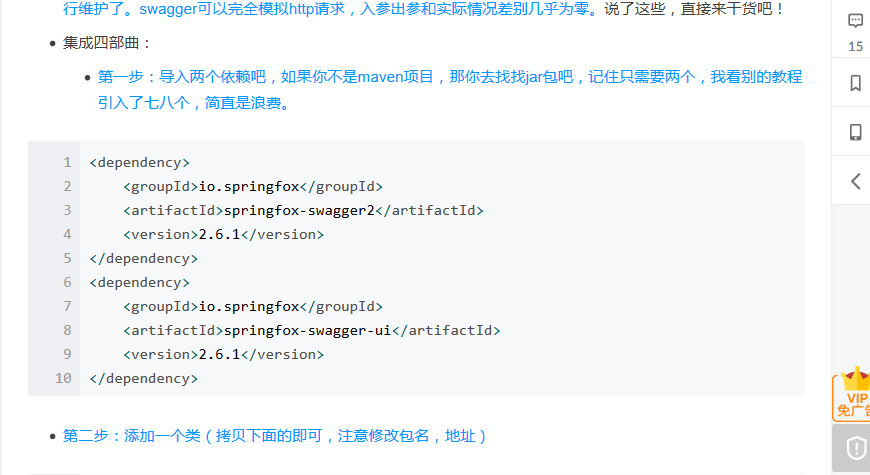 行维护了。swagger可以完全模拟http请求，入参出参和实际情况差别几乎为零。说了这些，直接来干货吧！
集成四部曲：
第一步：导入两个依赖吧，如果你不是maven项目，那你去找找jar包吧，记住只需要两个，我看别的教程
引入了七八个，简直是浪费。
1 <dependency>
2 <groupId>io.springfox</groupId>
3 <artifactId>springfox-swagger2</artifactId>
4 <version>2.6.1</version>
5 </dependency>
6 <dependency>
7 <groupId>io.springfox</groupId>
8 <artifactId>springfox-swagger-ui</artifactId>
9 <version>2.6.1</version>
10 </dependency>
第二步：添加一个类（拷贝下面的即可，注意修改包名，地址）
15
VIP
免广告